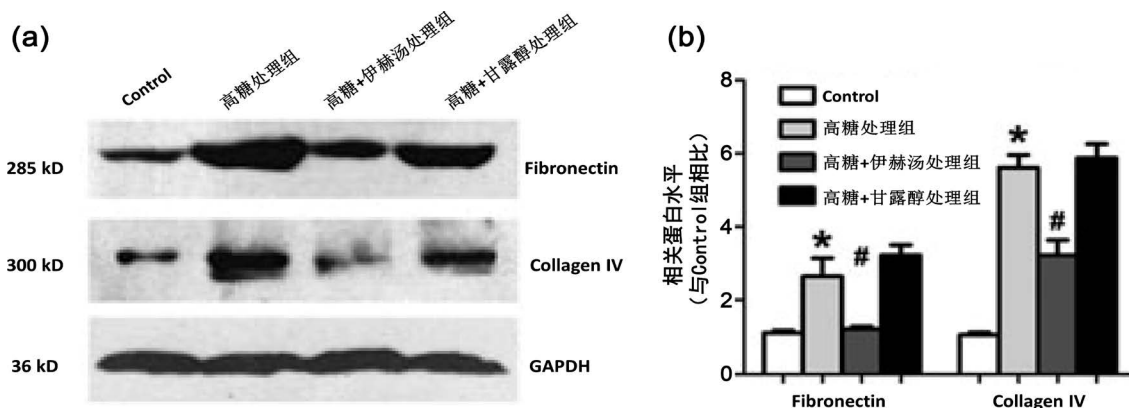 (a)
Control
高糖处理组
高糖+伊赫汤处理组
高糖+甘露醇处理组
285 kD
Fibronectin
300 kD
Collagen IV
36 kD
GAPDH
(b)
相关蛋白水平
(与Control组相比)
8
6
4
2
0
Control
高糖处理组
高糖+伊赫汤处理组
高糖+甘露醇处理组
*
#
*
#
Fibronectin
Collagen IV